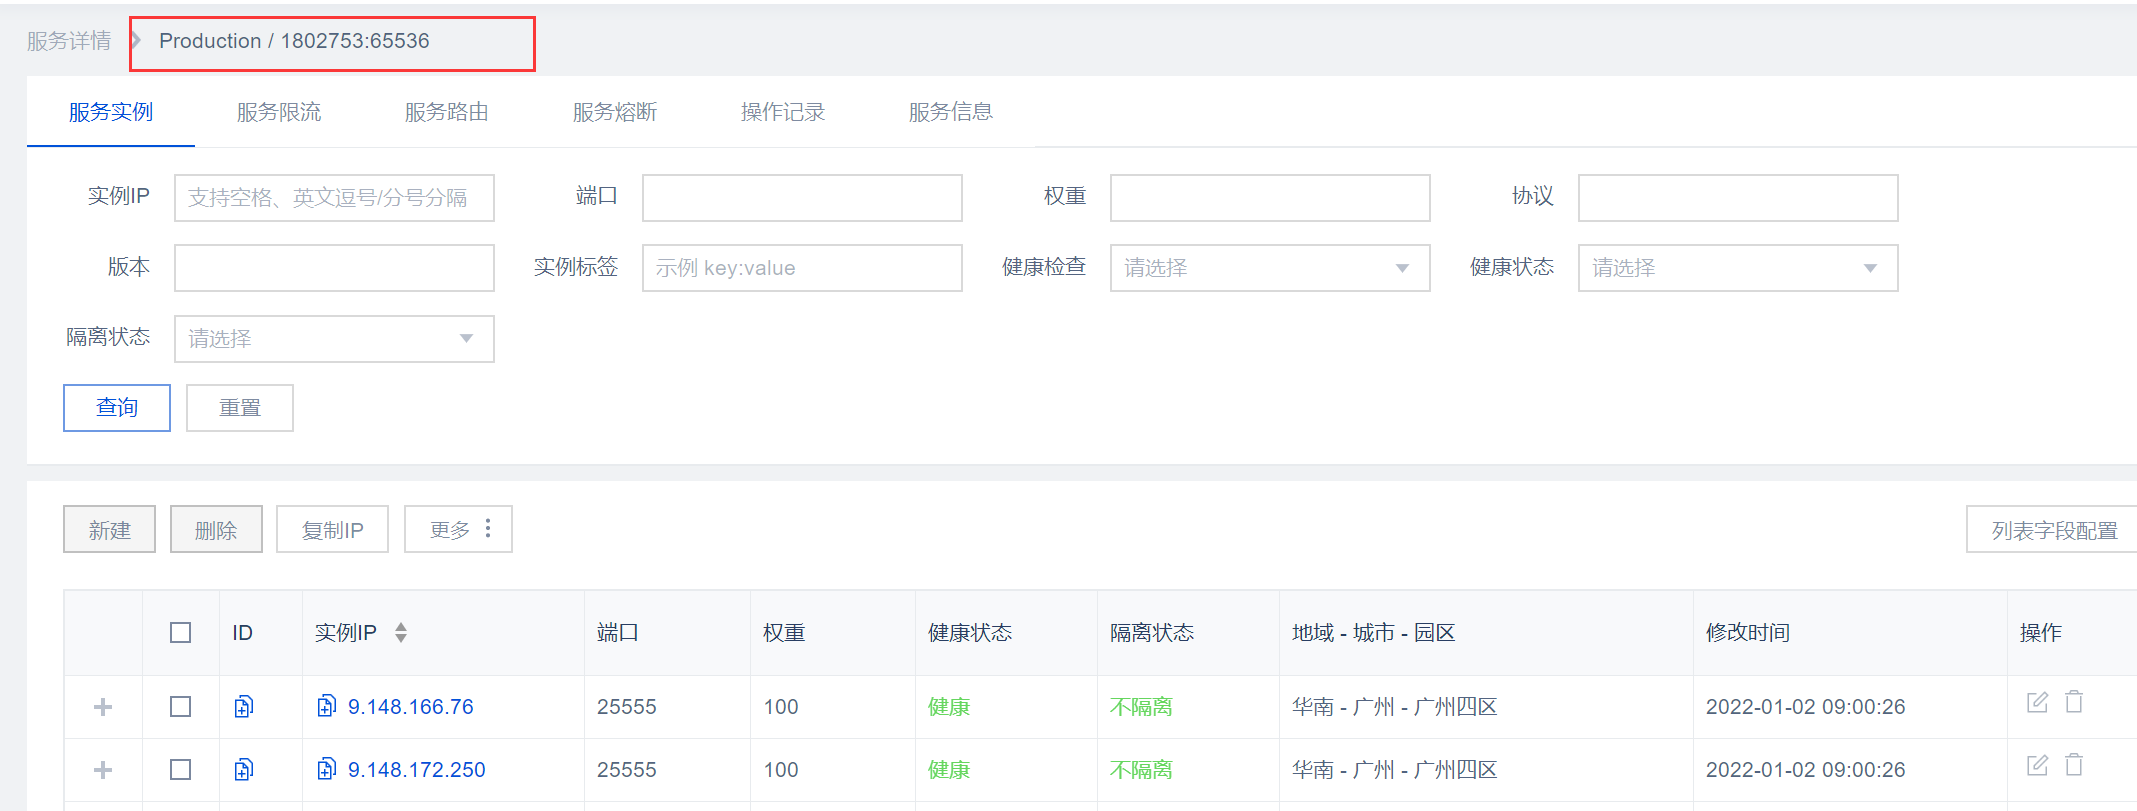 服务详情 Production / 1802753:65536
服务实例 服务限流 服务路由 服务熔断 操作记录 服务信息
实例IP 支持空格、英文逗号/分号分隔 端口 权重 协议
版本 实例标签 示例 key:value 健康检查 请选择 健康状态 请选择
隔离状态 请选择
查询 重置
新建 删除 复制IP 更多 列表字段配置
ID 实例IP 端口 权重 健康状态 隔离状态 地域 - 城市 - 园区 修改时间 操作
9.148.166.76 25555 100 健康 不隔离 华南 - 广州 - 广州四区 2022-01-02 09:00:26
9.148.172.250 25555 100 健康 不隔离 华南 - 广州 - 广州四区 2022-01-02 09:00:26